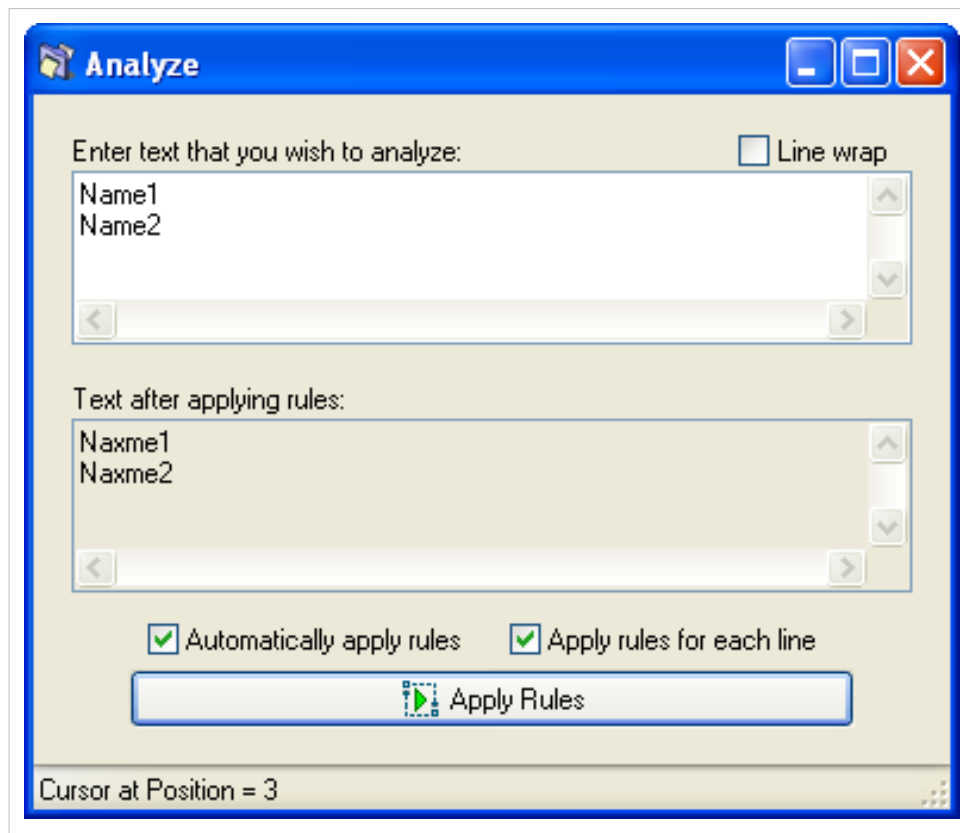 Analyze
Enter text that you wish to analyze: Line wrap
Name1
Name2
Text after applying rules:
Naxme1
Naxme2
Automatically apply rules Apply rules for each line
Apply Rules
Cursor at Position = 3